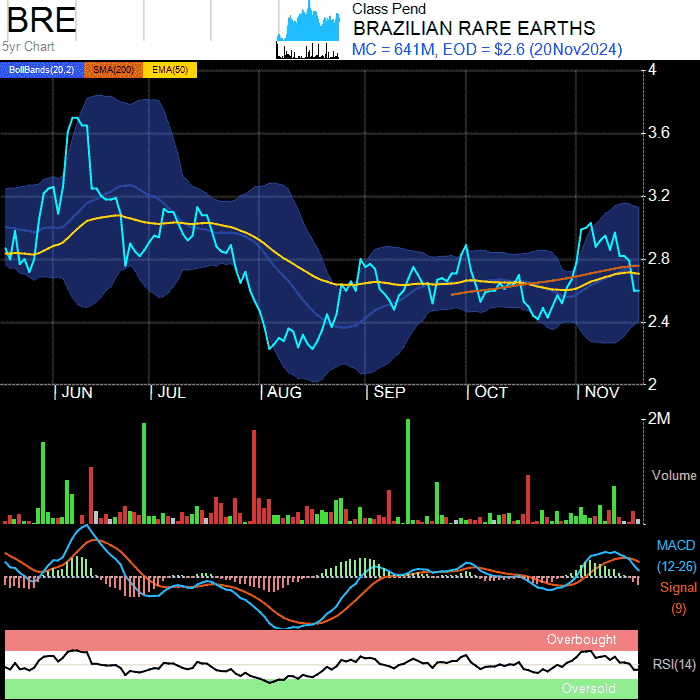 BRE
5yr Chart
Class Pend
BRAZILIAN RARE EARTHS
MC = 641M, EOD = $2.6 (20Nov2024)
BollBands(20,2) SMA(200) EMA(50)
4
3.6
3.2
2.8
2.4
2
JUN JUL AUG SEP OCT NOV
2M
Volume
MACD
(12-26)
Signal
(9)
Overbought
RSI(14)
Oversold